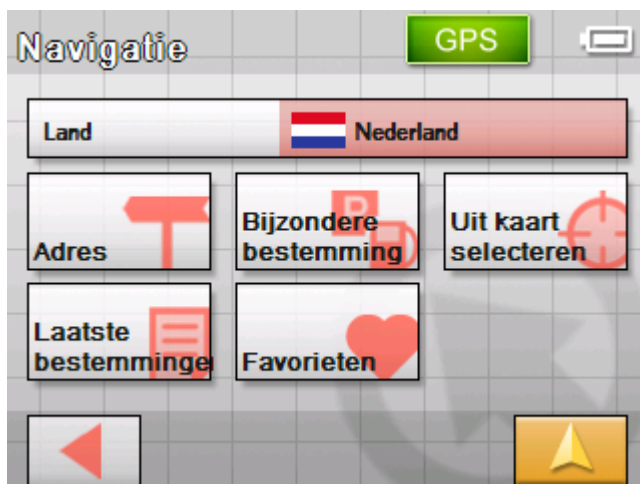 Navigatie
GPS
Land
Nederland
Adres
Bijzondere
bestemming
Uit kaart
selecteren
Laatste
bestemminge
Favorieten